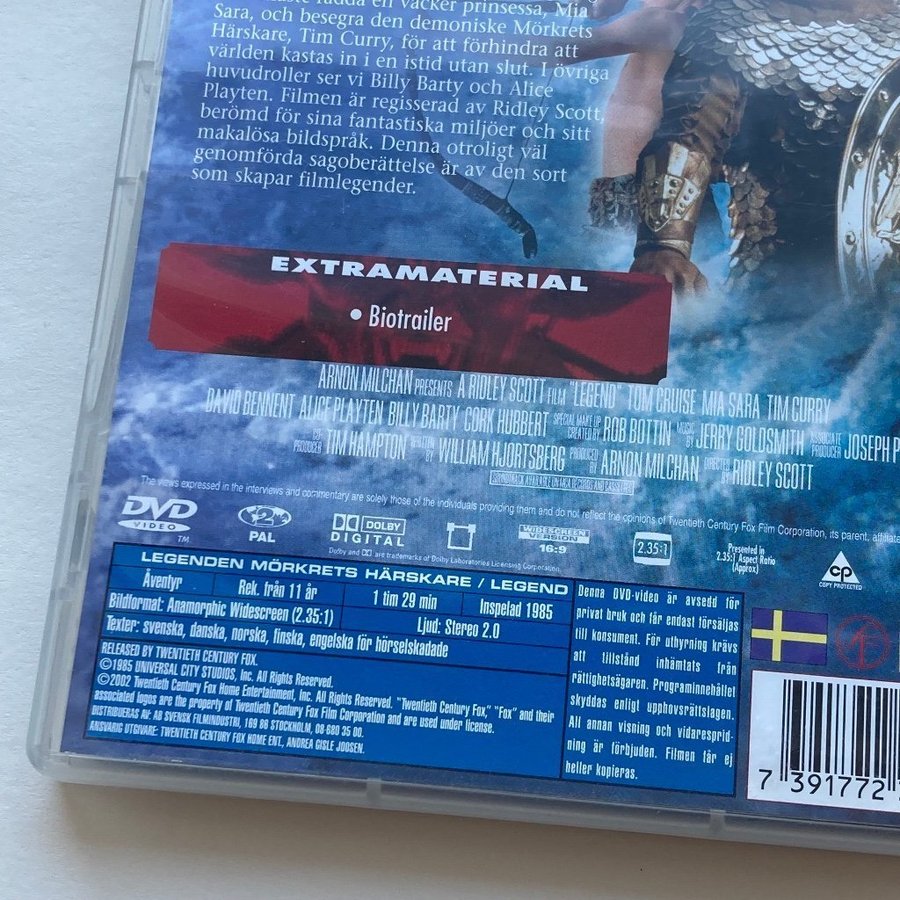 en vacker prinsessa, Mia
Sara, och besegra den demoniske Mörkrets
Härskare, Tim Curry, för att förhindra att
världen kastas in i en istid utan slut. I övriga
huvudroller ser vi Billy Barty och Alice
Playten. Filmen är regisserad av Ridley Scott,
berömd för sina fantastiska miljöer och sitt
makalösa bildspråk. Denna otroligt väl
genomförda sagoberättelse är av den sort
som skapar filmlegender.
EXTRAMATERIAL
• Biotrailer
ARNON MILCHAN PRESENTS A RIDLEY SCOTT FILM "LEGEND" TOM CRUISE MIA SARA TIM CURRY
DAVID BENNENT ALICE PLAYTEN BILLY BARTY CORK HUBBERT SPECIAL MAKE UP CREATED BY ROB BOTTIN MUSIC BY JERRY GOLDSMITH ASSOCIATE PRODUCER JOSEPH P
CO-PRODUCER TIM HAMPTON WRITTEN BY WILLIAM HJORTSBERG PRODUCED BY ARNON MILCHAN DIRECTED BY RIDLEY SCOTT
SOUNDTRACK AVAILABLE ON MCA RECORDS AND CASSETTES
The views expressed in the interviews and commentary are solely those of the individuals providing them and do not reflect the opinions of Twentieth Century Fox Film Corporation, its parent, affiliate
DVD
VIDEO
TM
2
PAL
DOLBY
DIGITAL
Dolby and are trademarks of Dolby Laboratories Licensing Corporation.
WIDESCREEN
VERSION
16:9
2.35:1
Presented in
2.35:1 Aspect Ratio
(Approx)
CP
COPY PROTECTED
LEGENDEN MÖRKRETS HÄRSKARE / LEGEND
Äventyr Rek. från 11 år 1 tim 29 min Inspelad 1985
Bildformat: Anamorphic Widescreen (2.35:1) Ljud: Stereo 2.0
Texter: svenska, danska, norska, finska, engelska för hörselskadade
RELEASED BY TWENTIETH CENTURY FOX.
©1985 UNIVERSAL CITY STUDIOS, Inc. All Rights Reserved.
©2002 Twentieth Century Fox Home Entertainment, Inc. All Rights Reserved. "Twentieth Century Fox," "Fox" and their
associated logos are the property of Twentieth Century Fox Film Corporation and are used under license.
DISTRIBUERAS AV: AB SVENSK FILMINDUSTRI, 169 86 STOCKHOLM, 08 680 35 00.
ANSVARIG UTGIVARE: TWENTIETH CENTURY FOX HOME ENT, ANDREA GISLE JOOSEN.
Denna DVD-video är avsedd för
privat bruk och får endast försäljas
till konsument. För uthyrning krävs
att tillstånd inhämtats från
rättighetsägaren. Programinnehållet
skyddas enligt upphovsrättslagen.
All annan visning och vidaresprid-
ning är förbjuden. Filmen får ej
heller kopieras.
7 391772